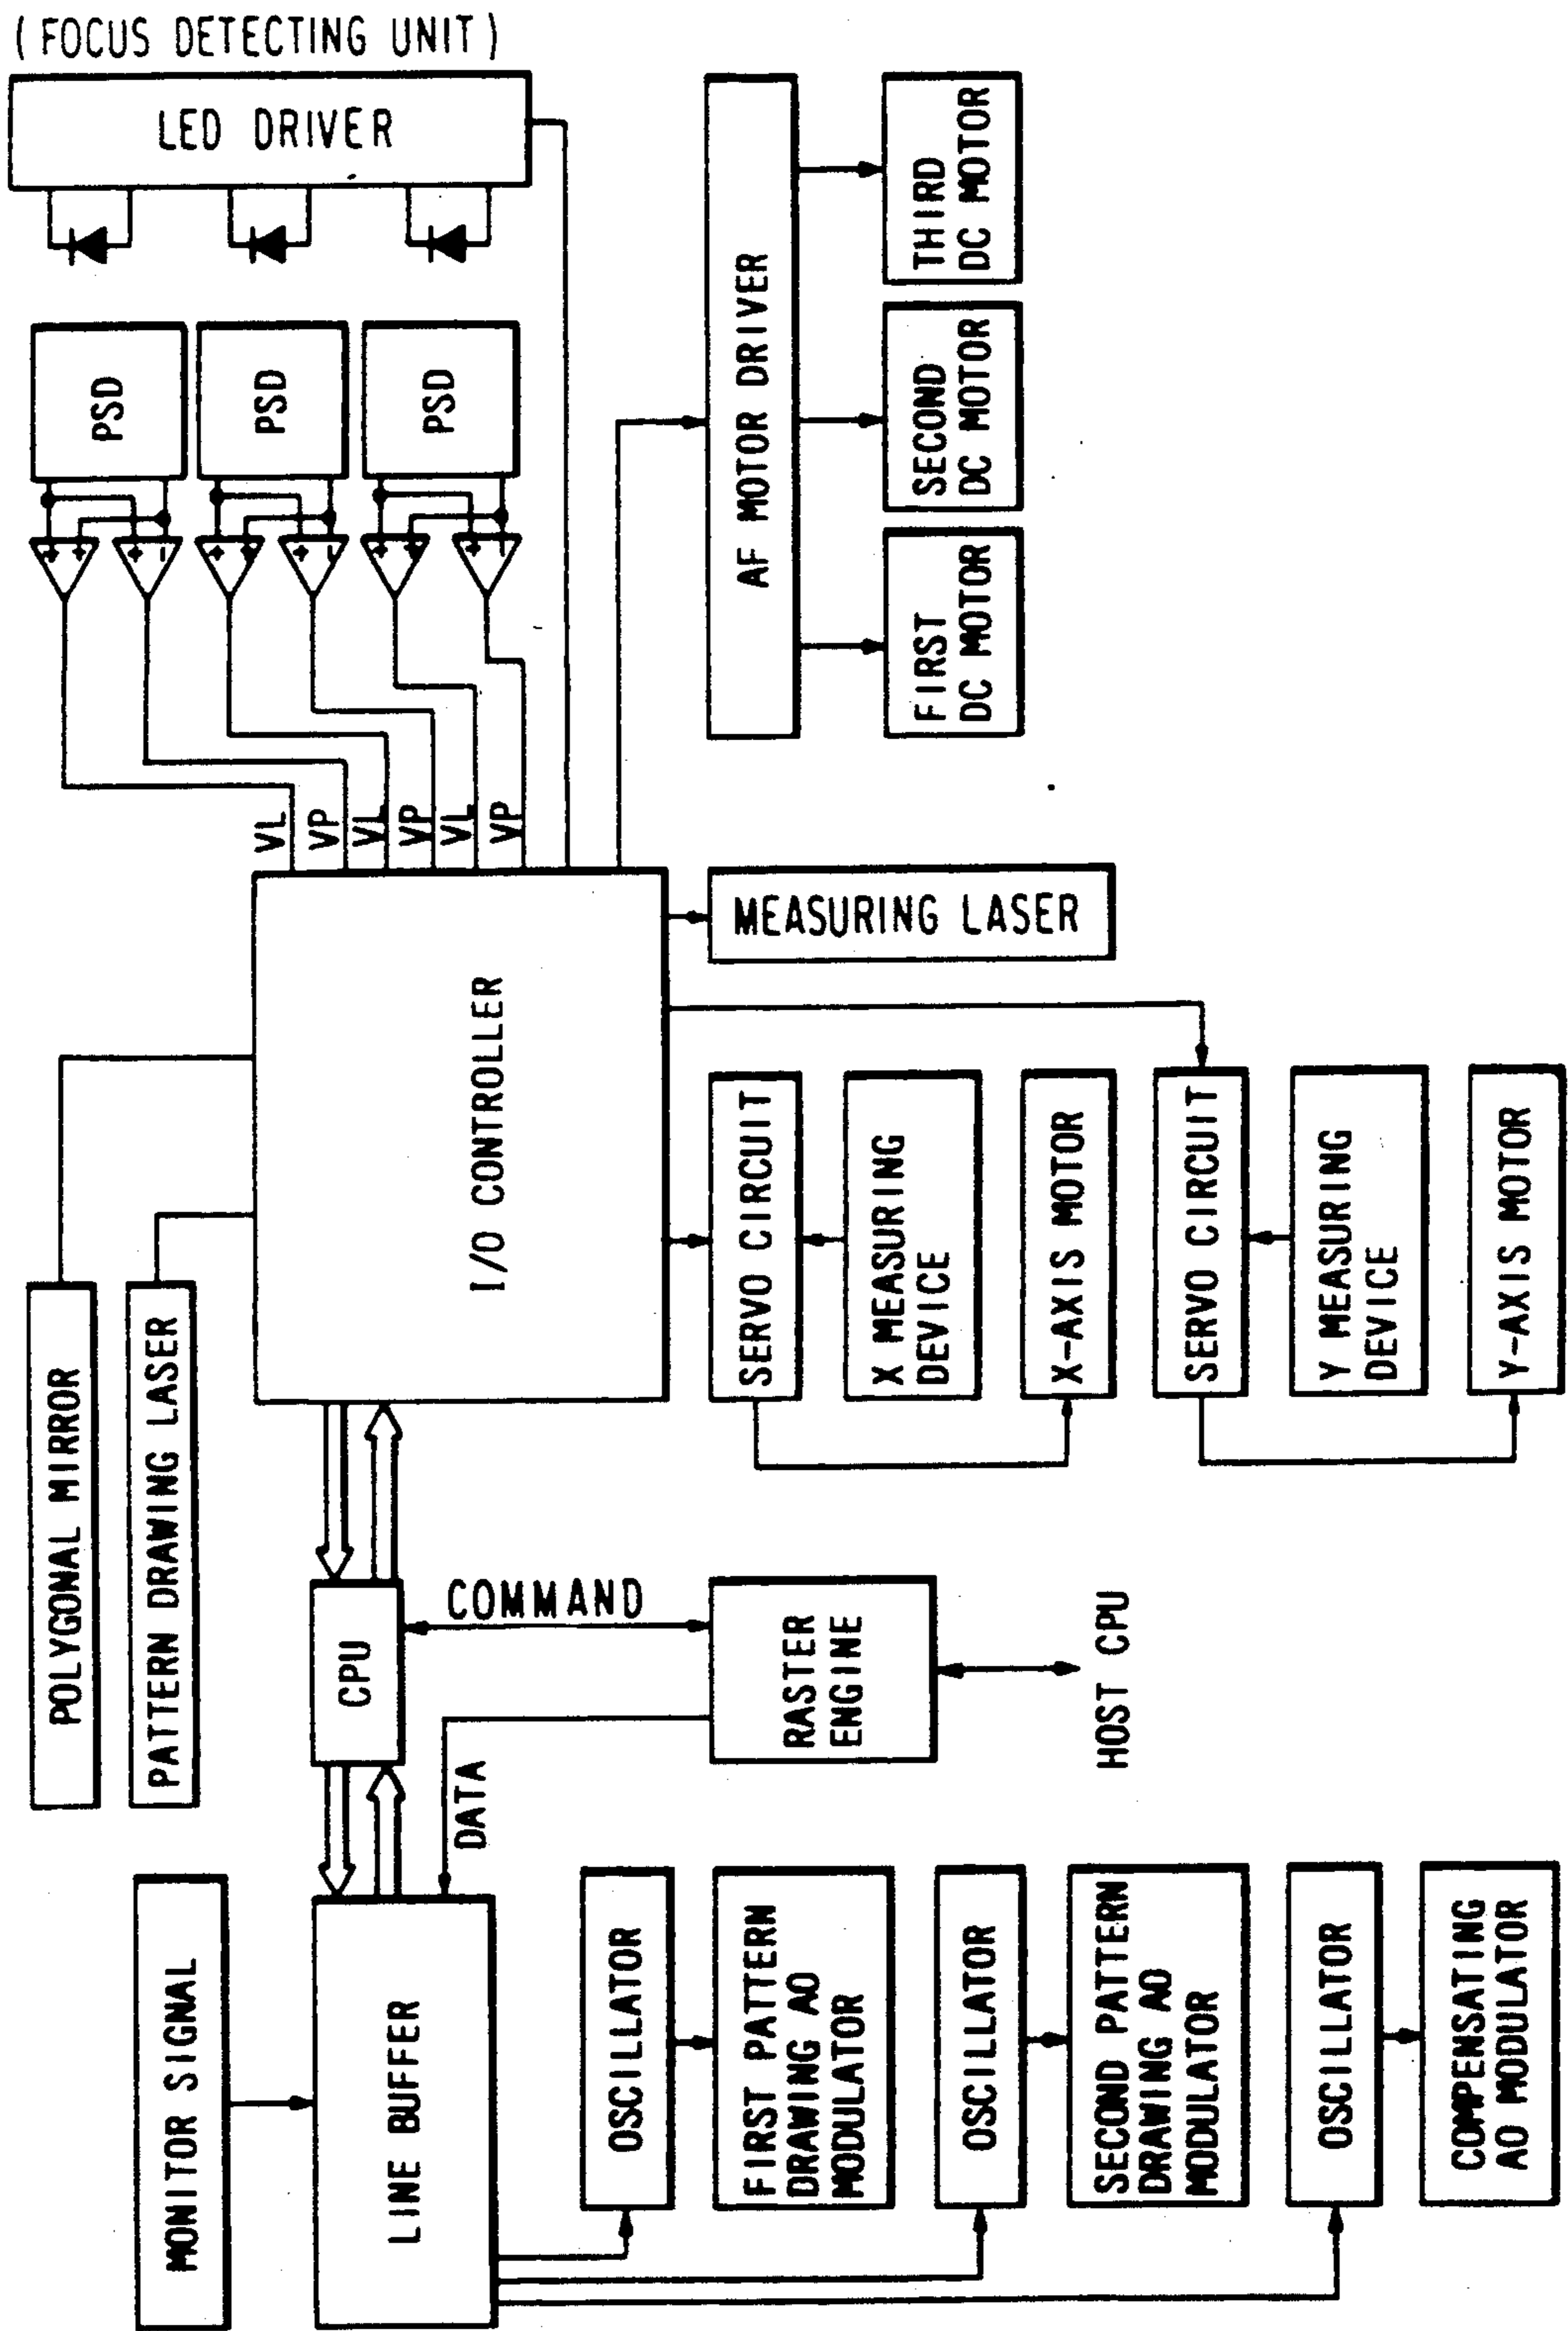 ( FOCUS DETECTING UNIT )
LED DRIVER
PSD
PSD
PSD
VL
VP
VL
VP
VL
VP
AF MOTOR DRIVER
FIRST
DC MOTOR
SECOND
DC MOTOR
THIRD
DC MOTOR
POLYGONAL MIRROR
PATTERN DRAWING LASER
I/O CONTROLLER
MEASURING LASER
SERVO CIRCUIT
X MEASURING
DEVICE
X-AXIS MOTOR
SERVO CIRCUIT
Y MEASURING
DEVICE
Y-AXIS MOTOR
CPU
COMMAND
RASTER
ENGINE
HOST CPU
DATA
MONITOR SIGNAL
LINE BUFFER
OSCILLATOR
FIRST PATTERN
DRAWING AO
MODULATOR
OSCILLATOR
SECOND PATTERN
DRAWING AO
MODULATOR
OSCILLATOR
COMPENSATING
AO MODULATOR